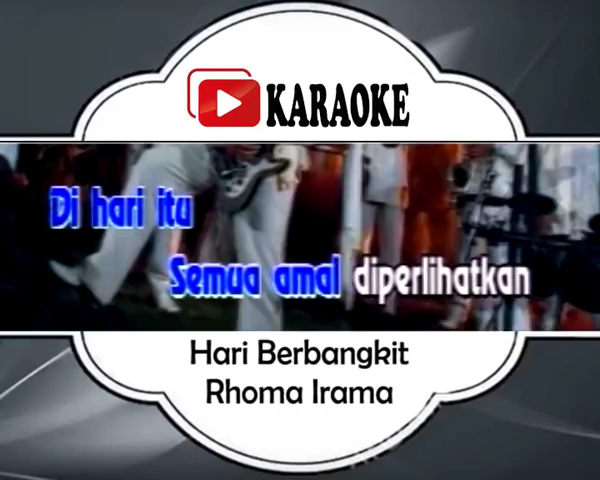 KARAOKE
Di hari itu
Semua amal diperlihatkan
Hari Berbangkit
Rhoma Irama